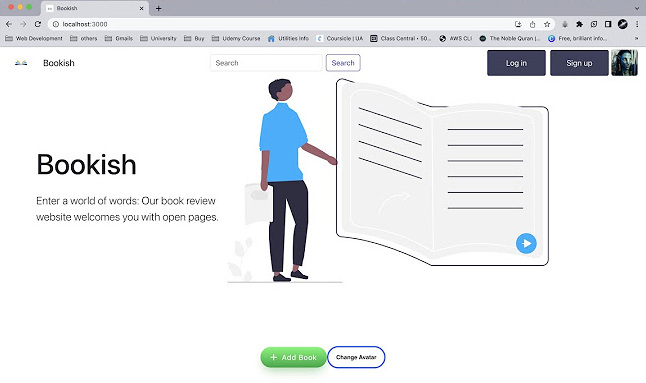 Bookish
localhost:3000
Web Development
others
Gmails
University
Buy
Udemy Course
Utilities Info
Coursicle | UA
Class Central • 50...
AWS CLI
The Noble Quran |...
Free, brilliant info...
»
Bookish
Search
Search
Log in
Sign up
Bookish
Enter a world of words: Our book review
website welcomes you with open pages.
+ Add Book
Change Avatar